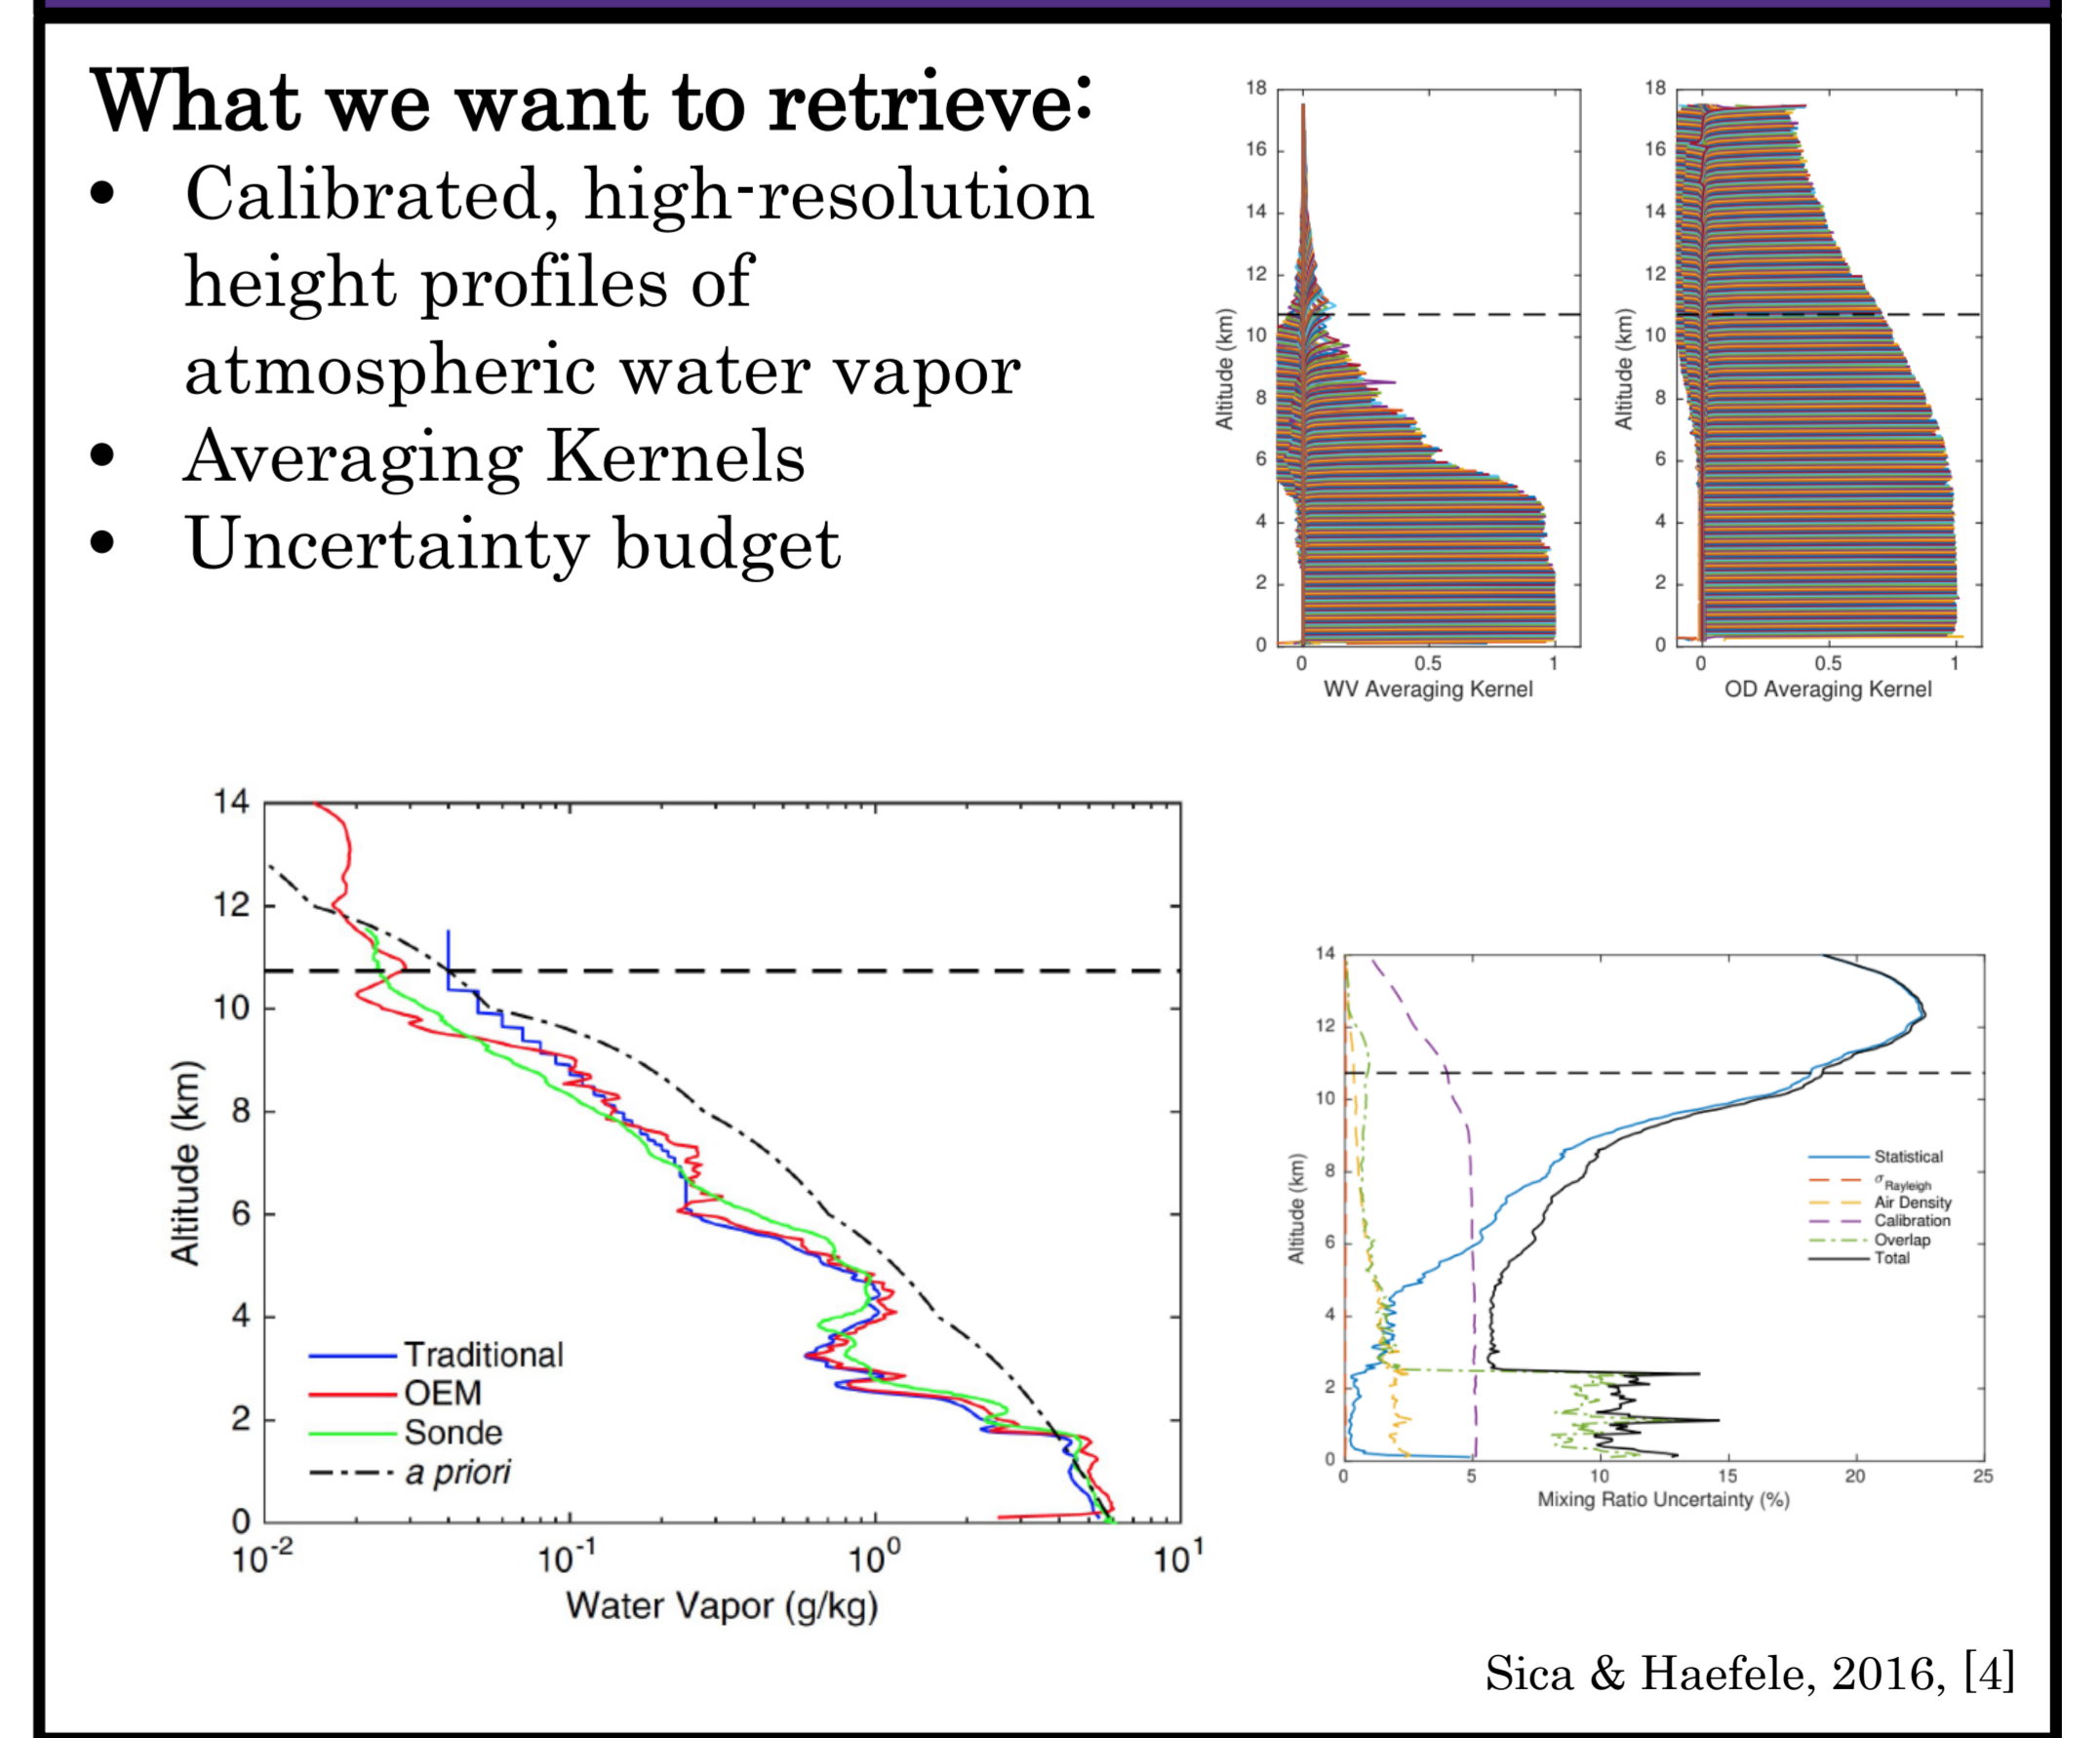 What we want to retrieve:
• Calibrated, high-resolution
height profiles of
atmospheric water vapor
• Averaging Kernels
• Uncertainty budget
18
16
14
12
10
8
6
4
2
0
Altitude (km)
0 0.5 1
WV Averaging Kernel
18
16
14
12
10
8
6
4
2
0
Altitude (km)
0 0.5 1
OD Averaging Kernel
14
12
10
8
6
4
2
0
Altitude (km)
Traditional
OEM
Sonde
a priori
10⁻² 10⁻¹ 10⁰ 10¹
Water Vapor (g/kg)
14
12
10
8
6
4
2
0
Altitude (km)
Statistical
σRayleigh
Air Density
Calibration
Overlap
Total
0 5 10 15 20 25
Mixing Ratio Uncertainty (%)
Sica & Haefele, 2016, [4]